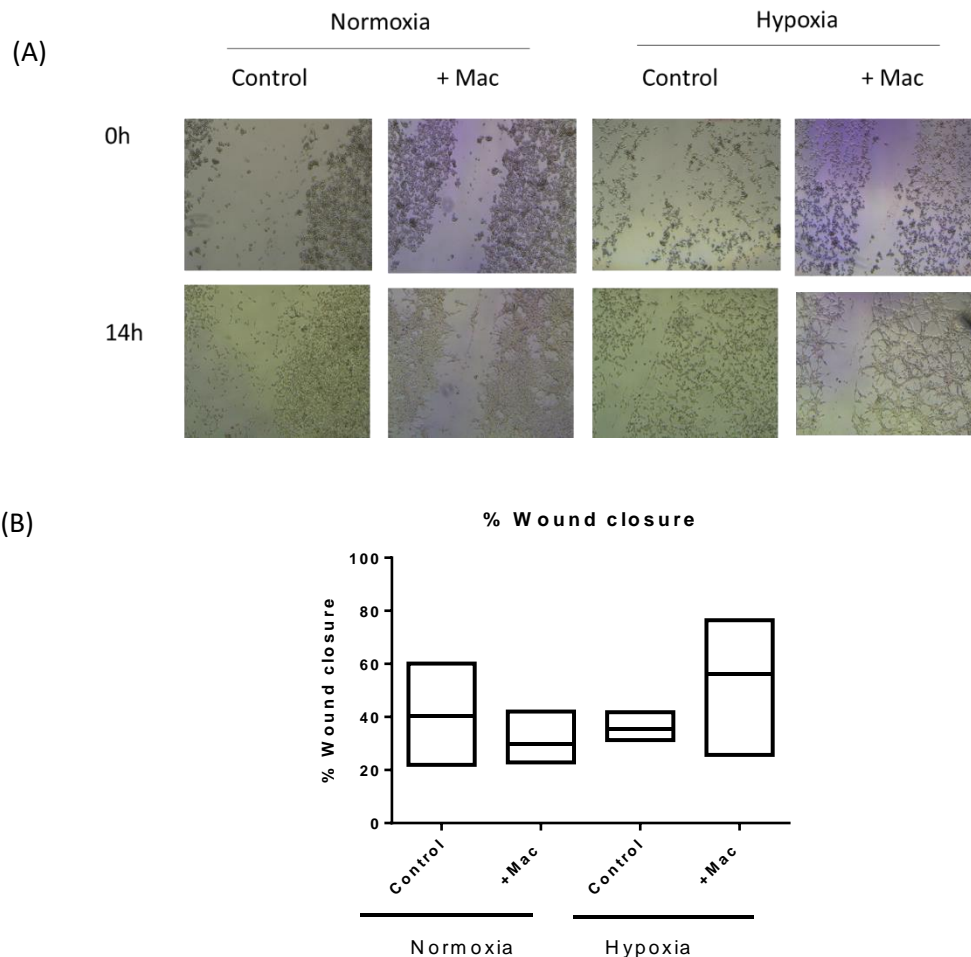 (A)
Normoxia Hypoxia
Control + Mac Control + Mac
0h
14h
(B)
% Wound closure
% Wound closure
100
80
60
40
20
0
Control +Mac Control +Mac
Normoxia Hypoxia